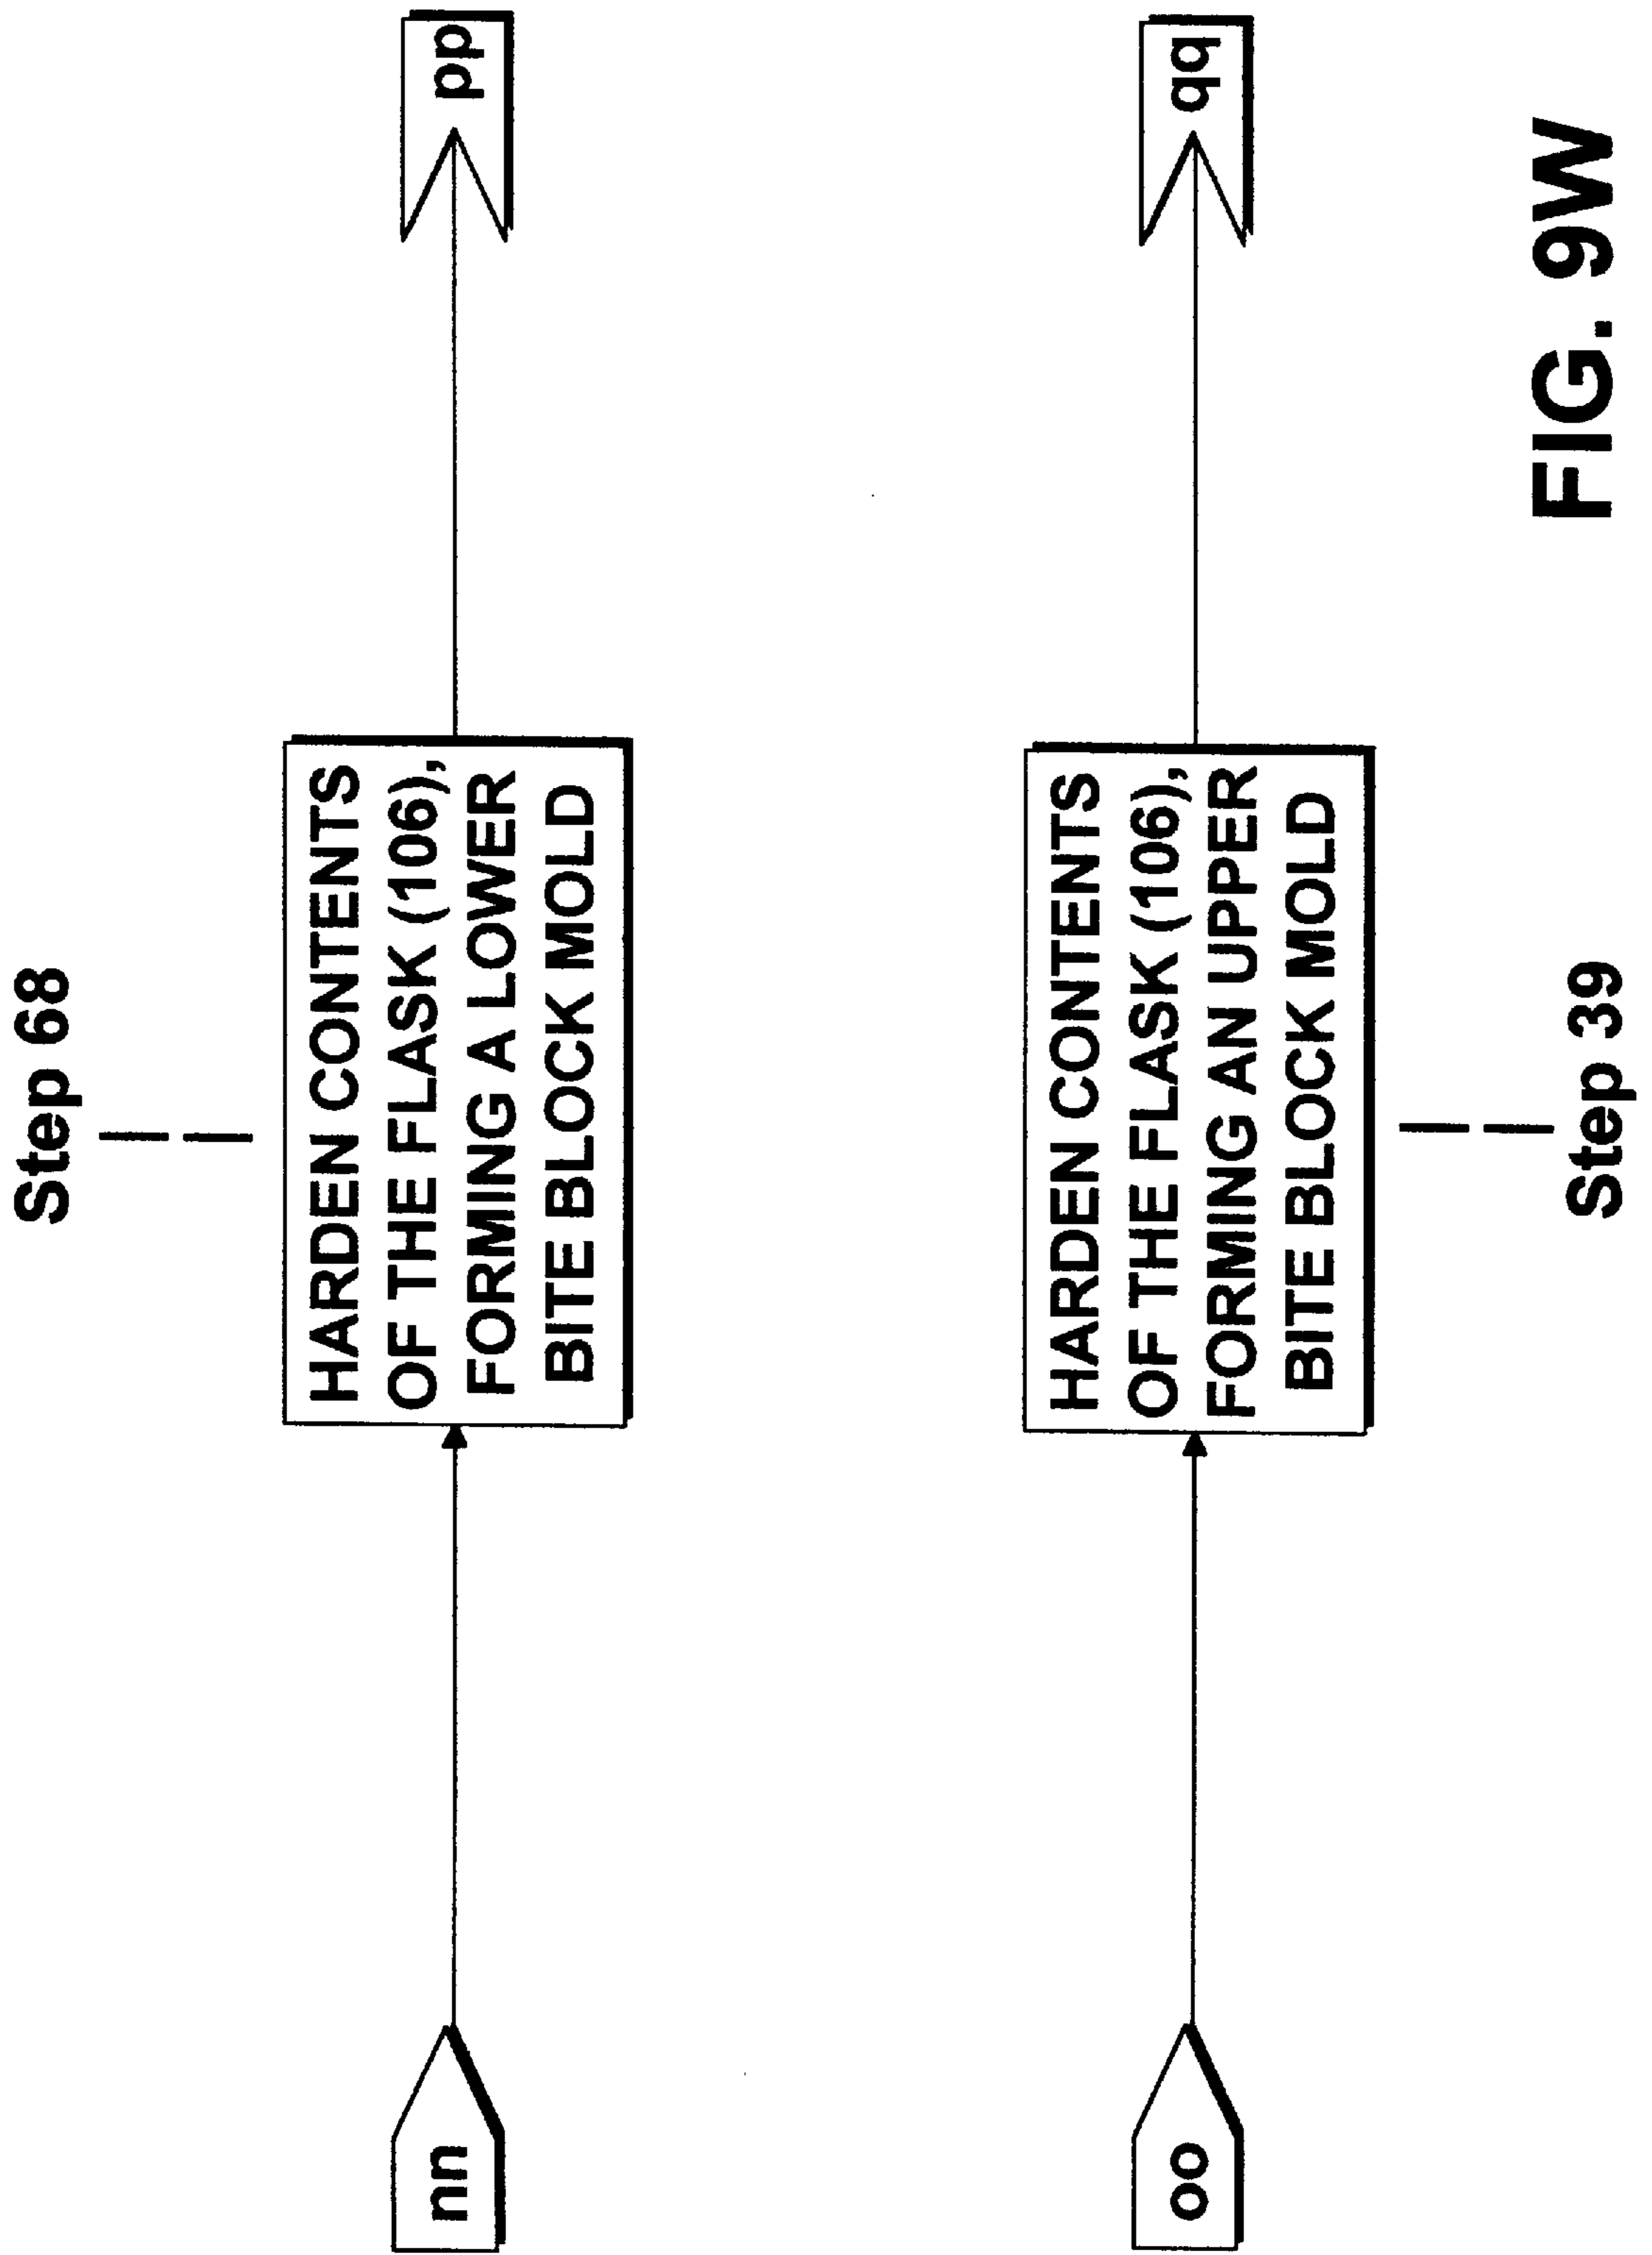 Step 68
nn
HARDEN CONTENTS
OF THE FLASK (106),
FORMING A LOWER
BITE BLOCK MOLD
pp
oo
HARDEN CONTENTS
OF THE FLASK (106),
FORMING AN UPPER
BITE BLOCK MOLD
qq
Step 39
FIG. 9W